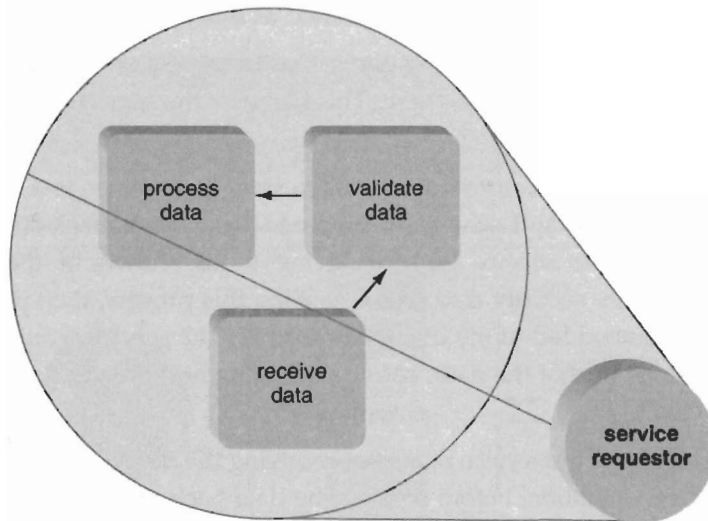 process
data
validate
data
receive
data
service
requestor